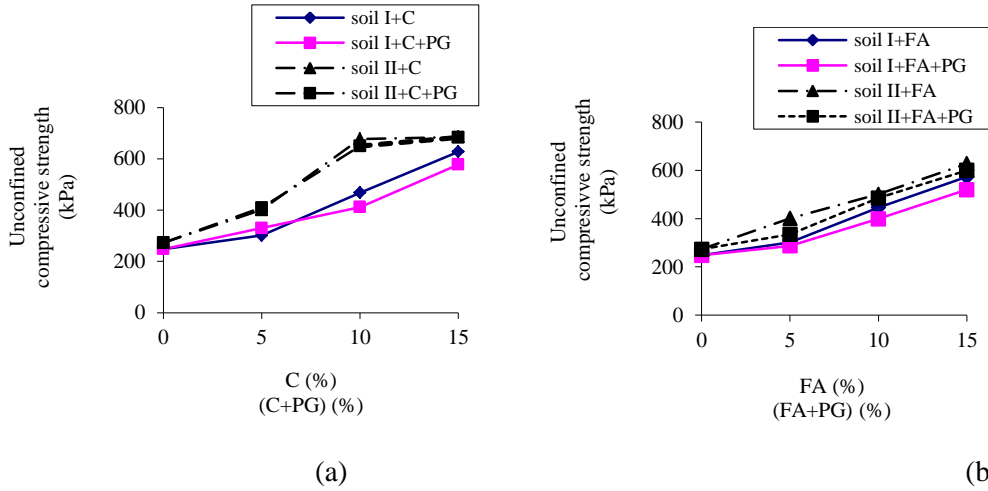 soil I+C
soil I+C+PG
soil II+C
soil II+C+PG
800
600
400
200
0
0 5 10 15
Unconfined
compressive strength
(kPa)
C (%)
(C+PG) (%)
(a)
soil I+FA
soil I+FA+PG
soil II+FA
soil II+FA+PG
800
600
400
200
0
0 5 10 15
Unconfined
compressive strength
(kPa)
FA (%)
(FA+PG) (%)
(b